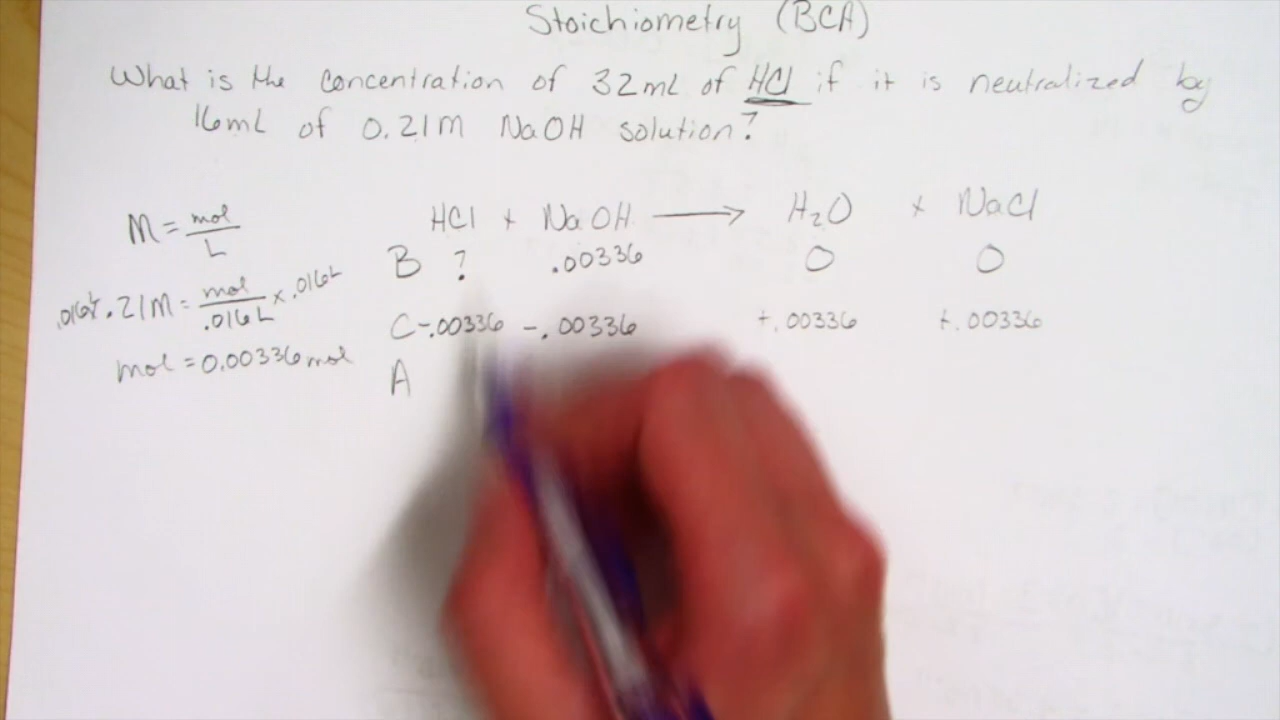 Stoichiometry (BCA)
What is the concentration of 32mL of HCl if it is neutralized by
16mL of 0.21M NaOH solution?
M = mol/L
.016L × .21M = mol/.016L × .016L
mol = 0.00336 mol
HCl + NaOH → H₂O + NaCl
B ? .00336 0 0
C -.00336 -.00336 +.00336 +.00336
A